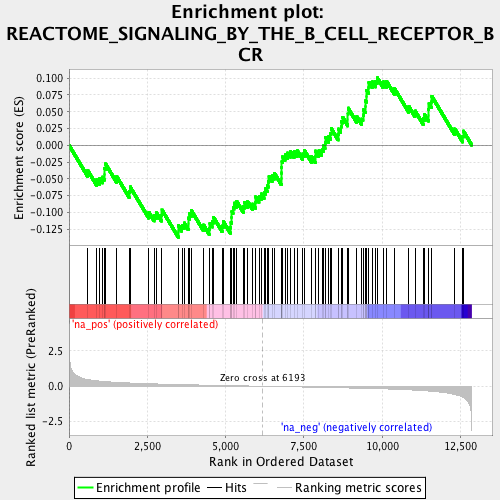 Enrichment plot:
REACTOME_SIGNALING_BY_THE_B_CELL_RECEPTOR_B
CR
Enrichment score (ES)
0.100
0.075
0.050
0.025
0.000
-0.025
-0.050
-0.075
-0.100
-0.125
'na_pos' (positively correlated)
Ranked list metric (PreRanked)
2.5
0.0
-2.5
Zero cross at 6193
'na_neg' (negatively correlated)
0
2,500
5,000
7,500
10,000
12,500
Rank in Ordered Dataset
Enrichment profile
Hits
Ranking metric scores